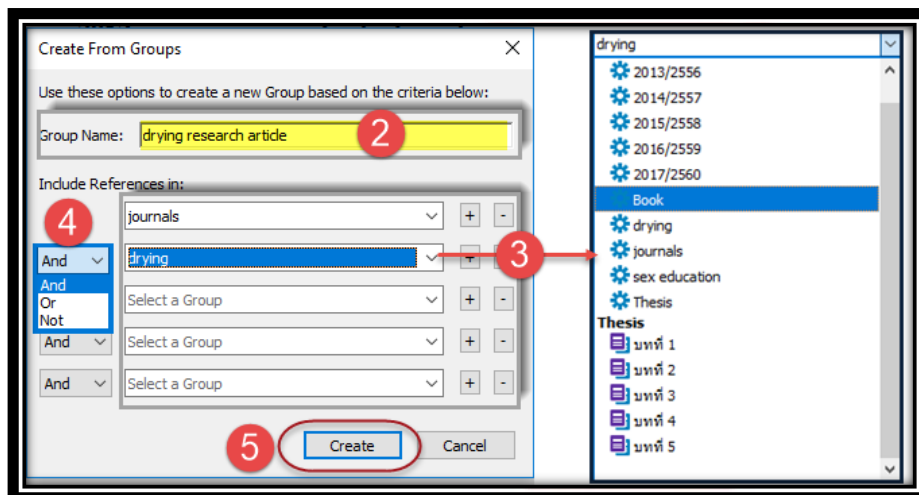 Create From Groups
Use these options to create a new Group based on the criteria below:
Group Name: drying research article
2
Include References in:
4
journals + -
And drying + -
3
And
Or
Not
Select a Group + -
And Select a Group + -
And Select a Group + -
5
Create Cancel
drying
2013/2556
2014/2557
2015/2558
2016/2559
2017/2560
Book
drying
journals
sex education
Thesis
Thesis
บทที่ 1
บทที่ 2
บทที่ 3
บทที่ 4
บทที่ 5